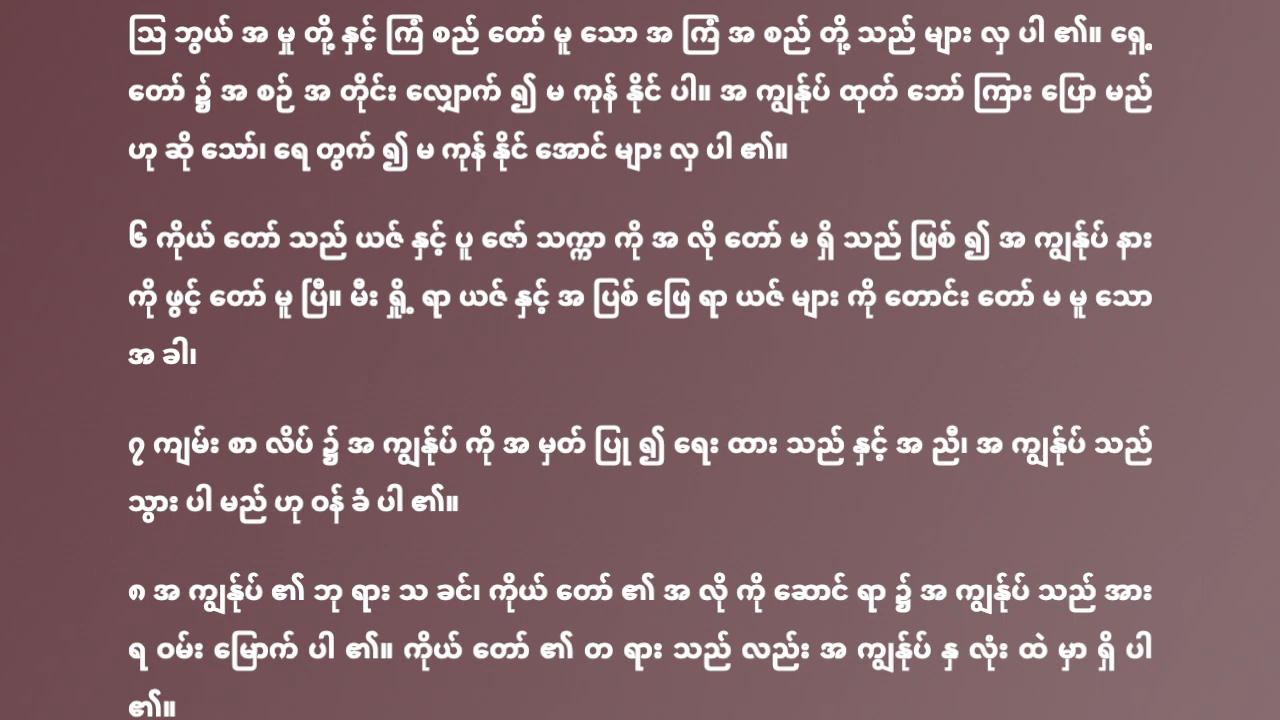 ဩ ဘွယ် အ မှု တို့ နှင့် ကြံ စည် တော် မူ သော အ ကြံ အ စည် တို့ သည် များ လှ ပါ ၏။ ရှေ့
တော် ၌ အ စဉ် အ တိုင်း လျှောက် ၍ မ ကုန် နိုင် ပါ။ အ ကျွန်ုပ် ထုတ် ဘော် ကြား ပြော မည်
ဟု ဆို သော်၊ ရေ တွက် ၍ မ ကုန် နိုင် အောင် များ လှ ပါ ၏။
၆ ကိုယ် တော် သည် ယဇ် နှင့် ပူ ဇော် သက္ကာ ကို အ လို တော် မ ရှိ သည် ဖြစ် ၍ အ ကျွန်ုပ် နား
ကို ဖွင့် တော် မူ ပြီ။ မီး ရှို့ ရာ ယဇ် နှင့် အ ပြစ် ဖြေ ရာ ယဇ် များ ကို တောင်း တော် မ မူ သော
အ ခါ၊
၇ ကျမ်း စာ လိပ် ၌ အ ကျွန်ုပ် ကို အ မှတ် ပြု ၍ ရေး ထား သည် နှင့် အ ညီ၊ အ ကျွန်ုပ် သည်
သွား ပါ မည် ဟု ဝန် ခံ ပါ ၏။
၈ အ ကျွန်ုပ် ၏ ဘု ရား သ ခင်၊ ကိုယ် တော် ၏ အ လို ကို ဆောင် ရာ ၌ အ ကျွန်ုပ် သည် အား
ရ ဝမ်း မြောက် ပါ ၏။ ကိုယ် တော် ၏ တ ရား သည် လည်း အ ကျွန်ုပ် နှ လုံး ထဲ မှာ ရှိ ပါ
၏။